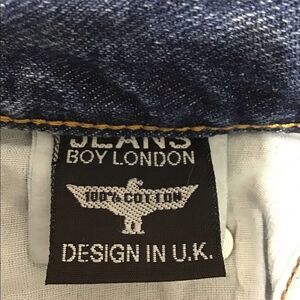 JEANS
BOY LONDON
100% COTTON
DESIGN IN U.K.